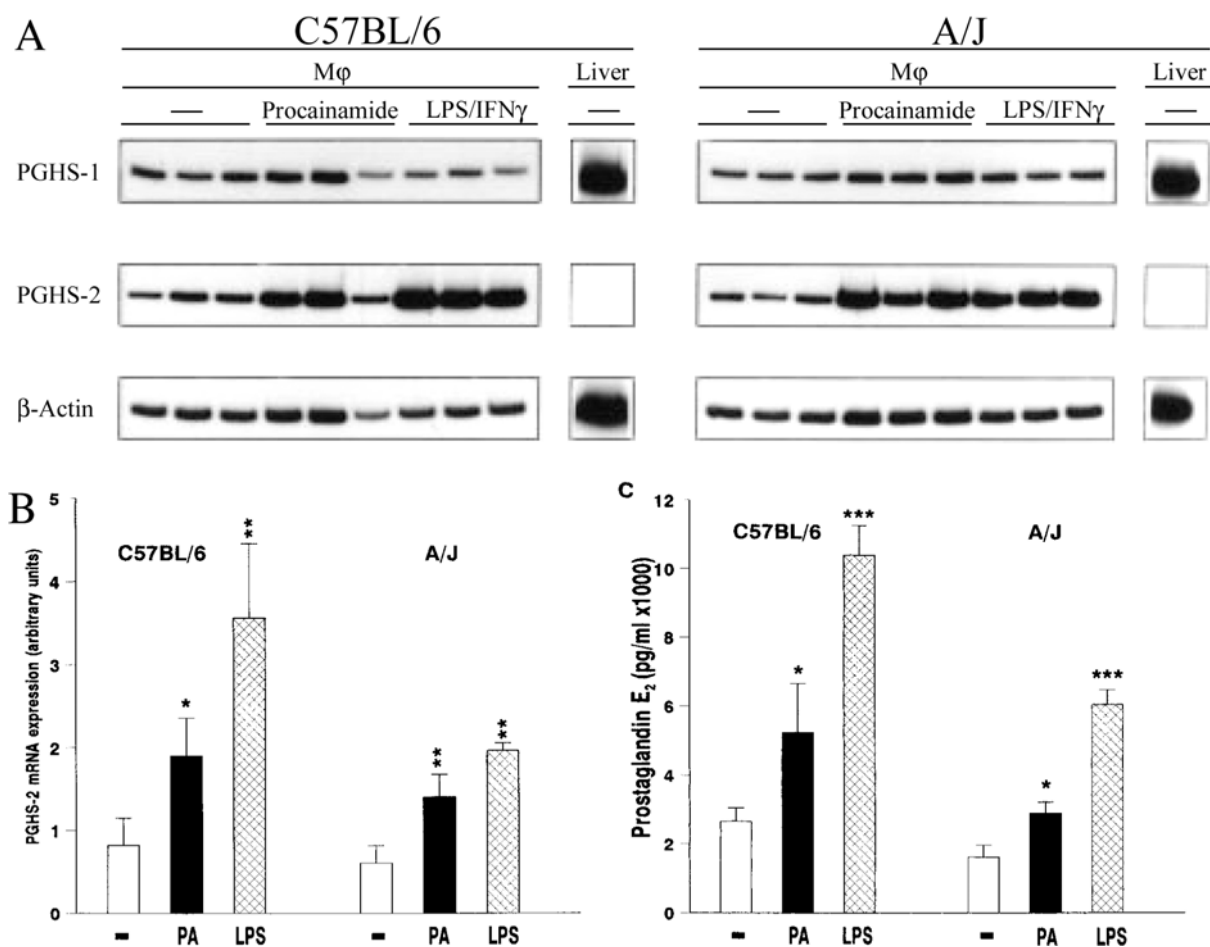 A
C57BL/6 A/J
Mφ Liver Mφ Liver
— Procainamide LPS/IFNγ — — Procainamide LPS/IFNγ —
PGHS-1
PGHS-2
β-Actin
B
PGHS-2 mRNA expression (arbitrary units)
5
4
3
2
1
0
C57BL/6 A/J
* ** ** **
- PA LPS - PA LPS
C
Prostaglandin E₂ (pg/ml x1000)
12
10
8
6
4
2
0
C57BL/6 A/J
* *** * ***
- PA LPS - PA LPS